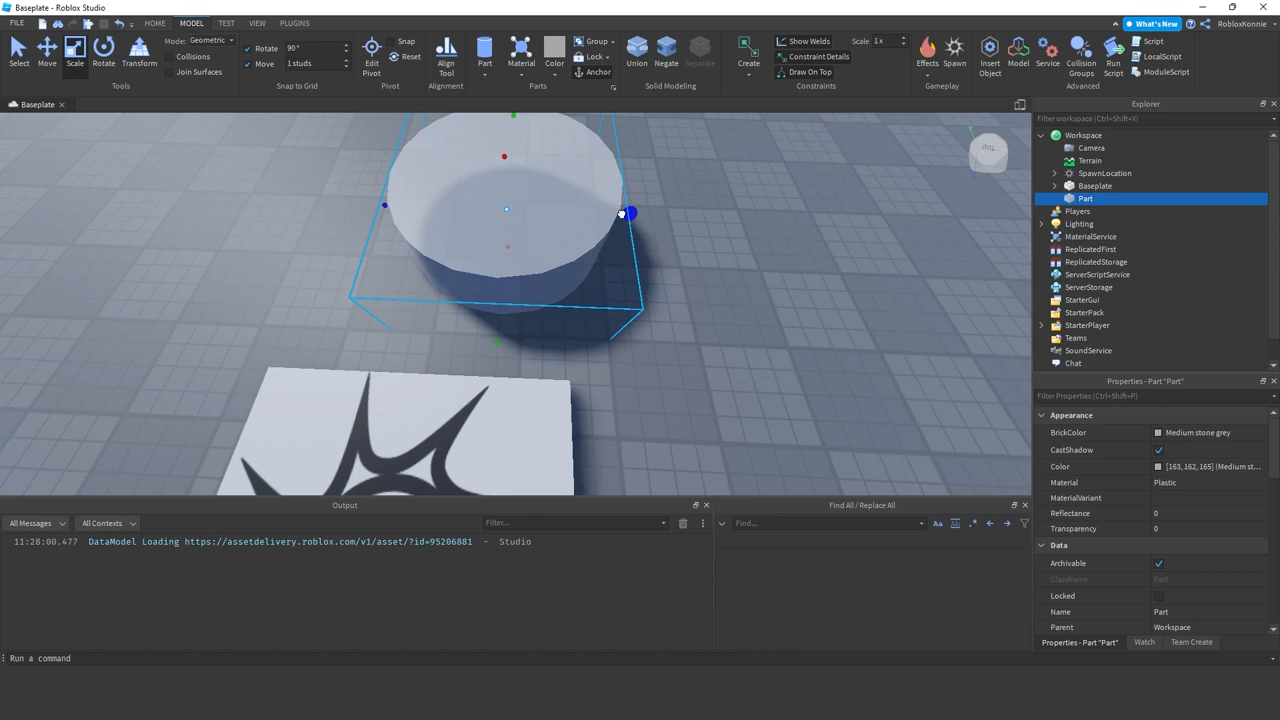 Baseplate - Roblox Studio
FILE HOME MODEL TEST VIEW PLUGINS What's New RobloxKonnie
Select Move Scale Rotate Transform
Mode: Geometric
Collisions
Join Surfaces
Tools
Rotate 90°
Move 1 studs
Snap to Grid
Edit Pivot
Snap
Reset
Pivot
Align Tool
Alignment
Part Material Color
Group
Lock
Anchor
Parts
Union Negate Separate
Solid Modeling
Create
Show Welds Scale 1x
Constraint Details
Draw On Top
Constraints
Effects Spawn
Gameplay
Insert Object
Model Service
Collision Groups
Run Script
Script
LocalScript
ModuleScript
Advanced
Baseplate
Explorer
Filter workspace (Ctrl+Shift+X)
Workspace
Camera
Terrain
SpawnLocation
Baseplate
Part
Players
Lighting
MaterialService
ReplicatedFirst
ReplicatedStorage
ServerScriptService
ServerStorage
StarterGui
StarterPack
StarterPlayer
Teams
SoundService
Chat
Properties - Part "Part"
Filter Properties (Ctrl+Shift+P)
Appearance
BrickColor Medium stone grey
CastShadow
Color [163, 162, 165] (Medium st...
Material Plastic
MaterialVariant
Reflectance 0
Transparency 0
Data
Archivable
ClassName Part
Locked
Name Part
Parent Workspace
Properties - Part "Part" Watch Team Create
Output
All Messages All Contexts Filter...
11:28:00.477 DataModel Loading https://assetdelivery.roblox.com/v1/asset/?id=95206881 - Studio
Find All / Replace All
Find... Aa Ab .*
Run a command